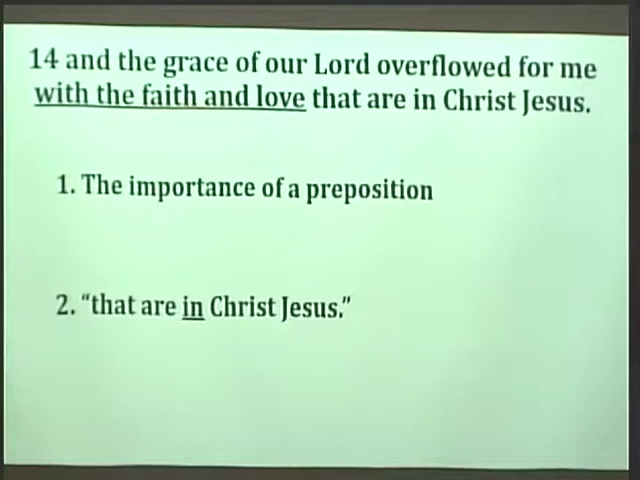 14 and the grace of our Lord overflowed for me
with the faith and love that are in Christ Jesus.
1. The importance of a preposition
2. “that are in Christ Jesus.”